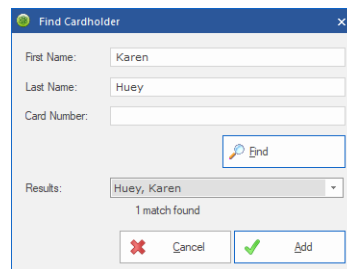 Find Cardholder
First Name: Karen
Last Name: Huey
Card Number:
Find
Results: Huey, Karen
1 match found
Cancel Add